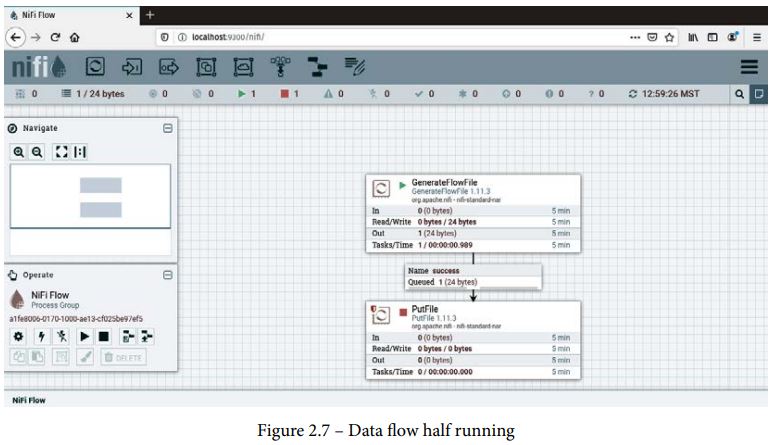 NiFi Flow
localhost:9300/nifi/
nifi
0 1 / 24 bytes 0 0 1 1 0 0 0 0 0 0 ? 0 12:59:26 MST
Navigate
GenerateFlowFile
GenerateFlowFile 1.11.3
org.apache.nifi - nifi-standard-nar
In 0 (0 bytes) 5 min
Read/Write 0 bytes / 24 bytes 5 min
Out 1 (24 bytes) 5 min
Tasks/Time 1 / 00:00:00.989 5 min
Name success
Queued 1 (24 bytes)
Operate
NiFi Flow
Process Group
a1fe8006-0170-1000-ae13-cf025be97ef5
DELETE
PutFile
PutFile 1.11.3
org.apache.nifi - nifi-standard-nar
In 0 (0 bytes) 5 min
Read/Write 0 bytes / 0 bytes 5 min
Out 0 (0 bytes) 5 min
Tasks/Time 0 / 00:00:00.000 5 min
NiFi Flow
Figure 2.7 – Data flow half running